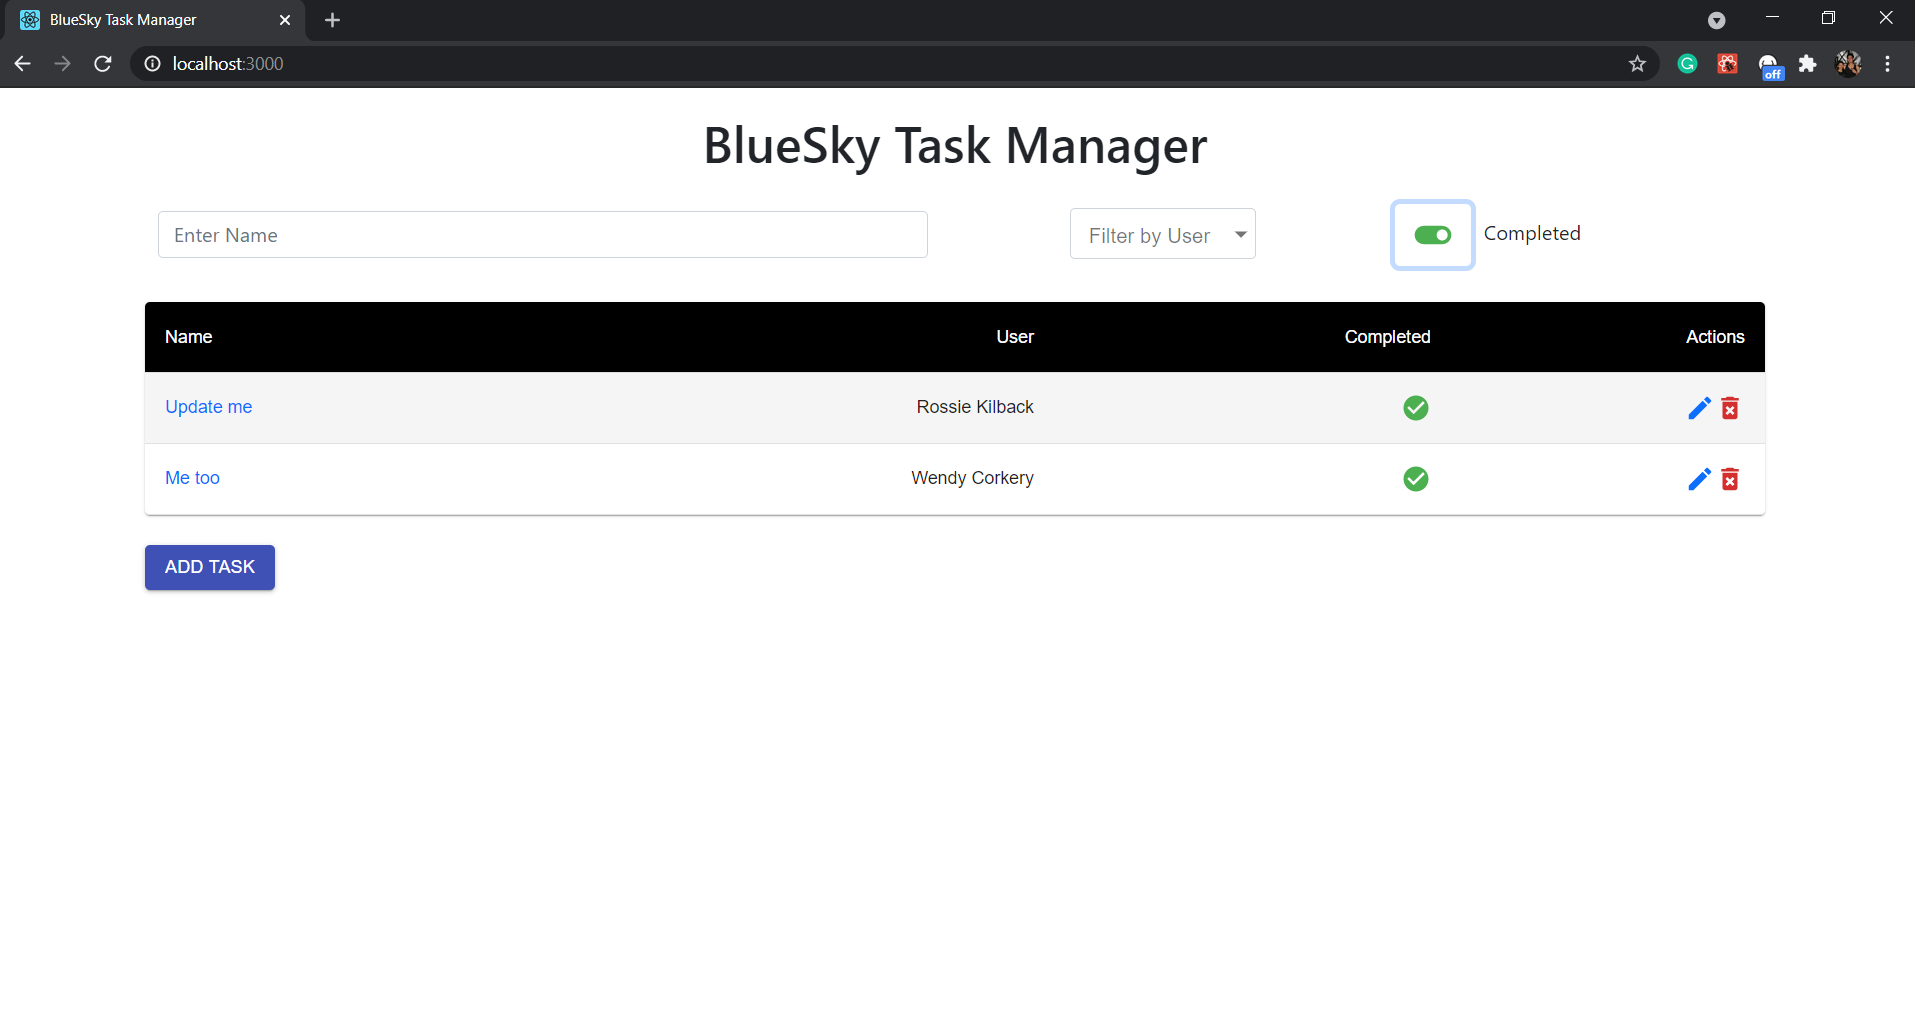 BlueSky Task Manager
localhost:3000
off
BlueSky Task Manager
Enter Name
Filter by User
Completed
Name User Completed Actions
Update me Rossie Kilback
Me too Wendy Corkery
ADD TASK